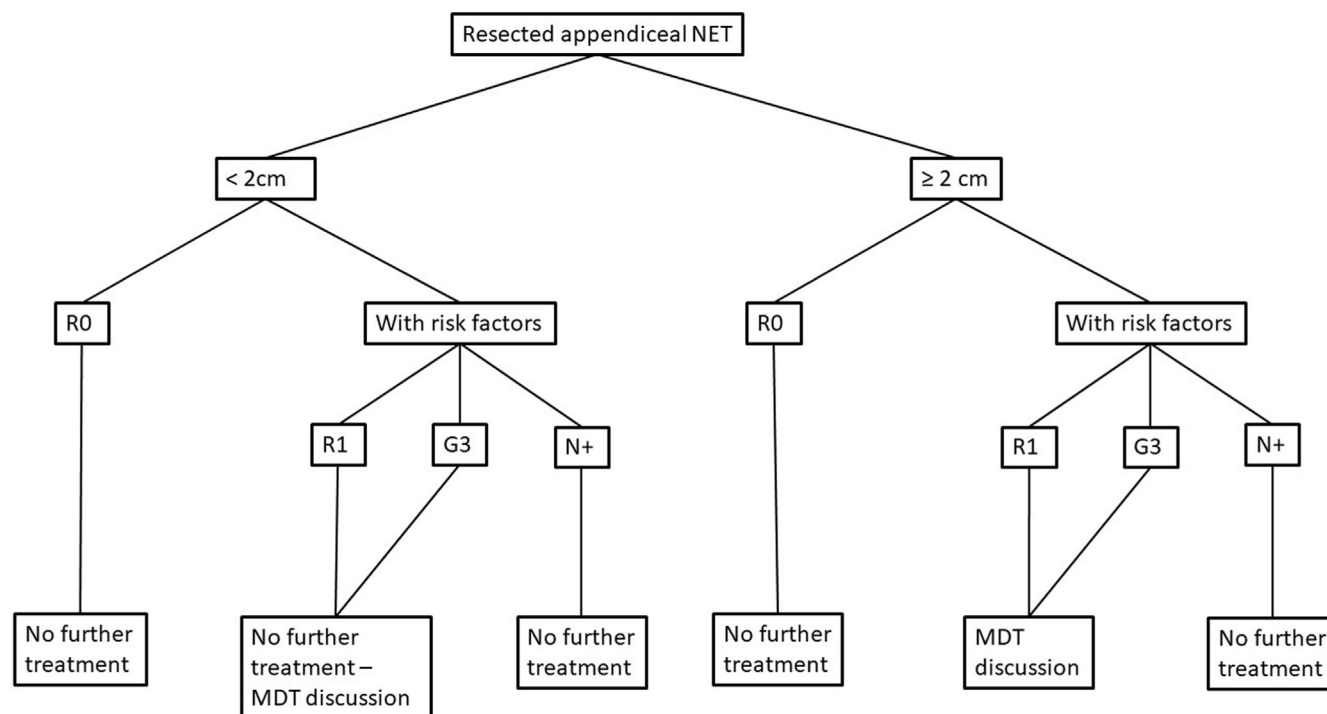 Resected appendiceal NET
< 2cm
≥ 2 cm
R0
With risk factors
R0
With risk factors
R1
G3
N+
R1
G3
N+
No further
treatment
No further
treatment –
MDT discussion
No further
treatment
No further
treatment
MDT
discussion
No further
treatment